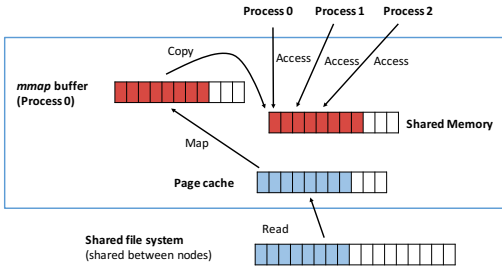 Process 0 Process 1 Process 2
Copy
Access Access Access
mmap buffer
(Process 0)
Shared Memory
Map
Page cache
Read
Shared file system
(shared between nodes)